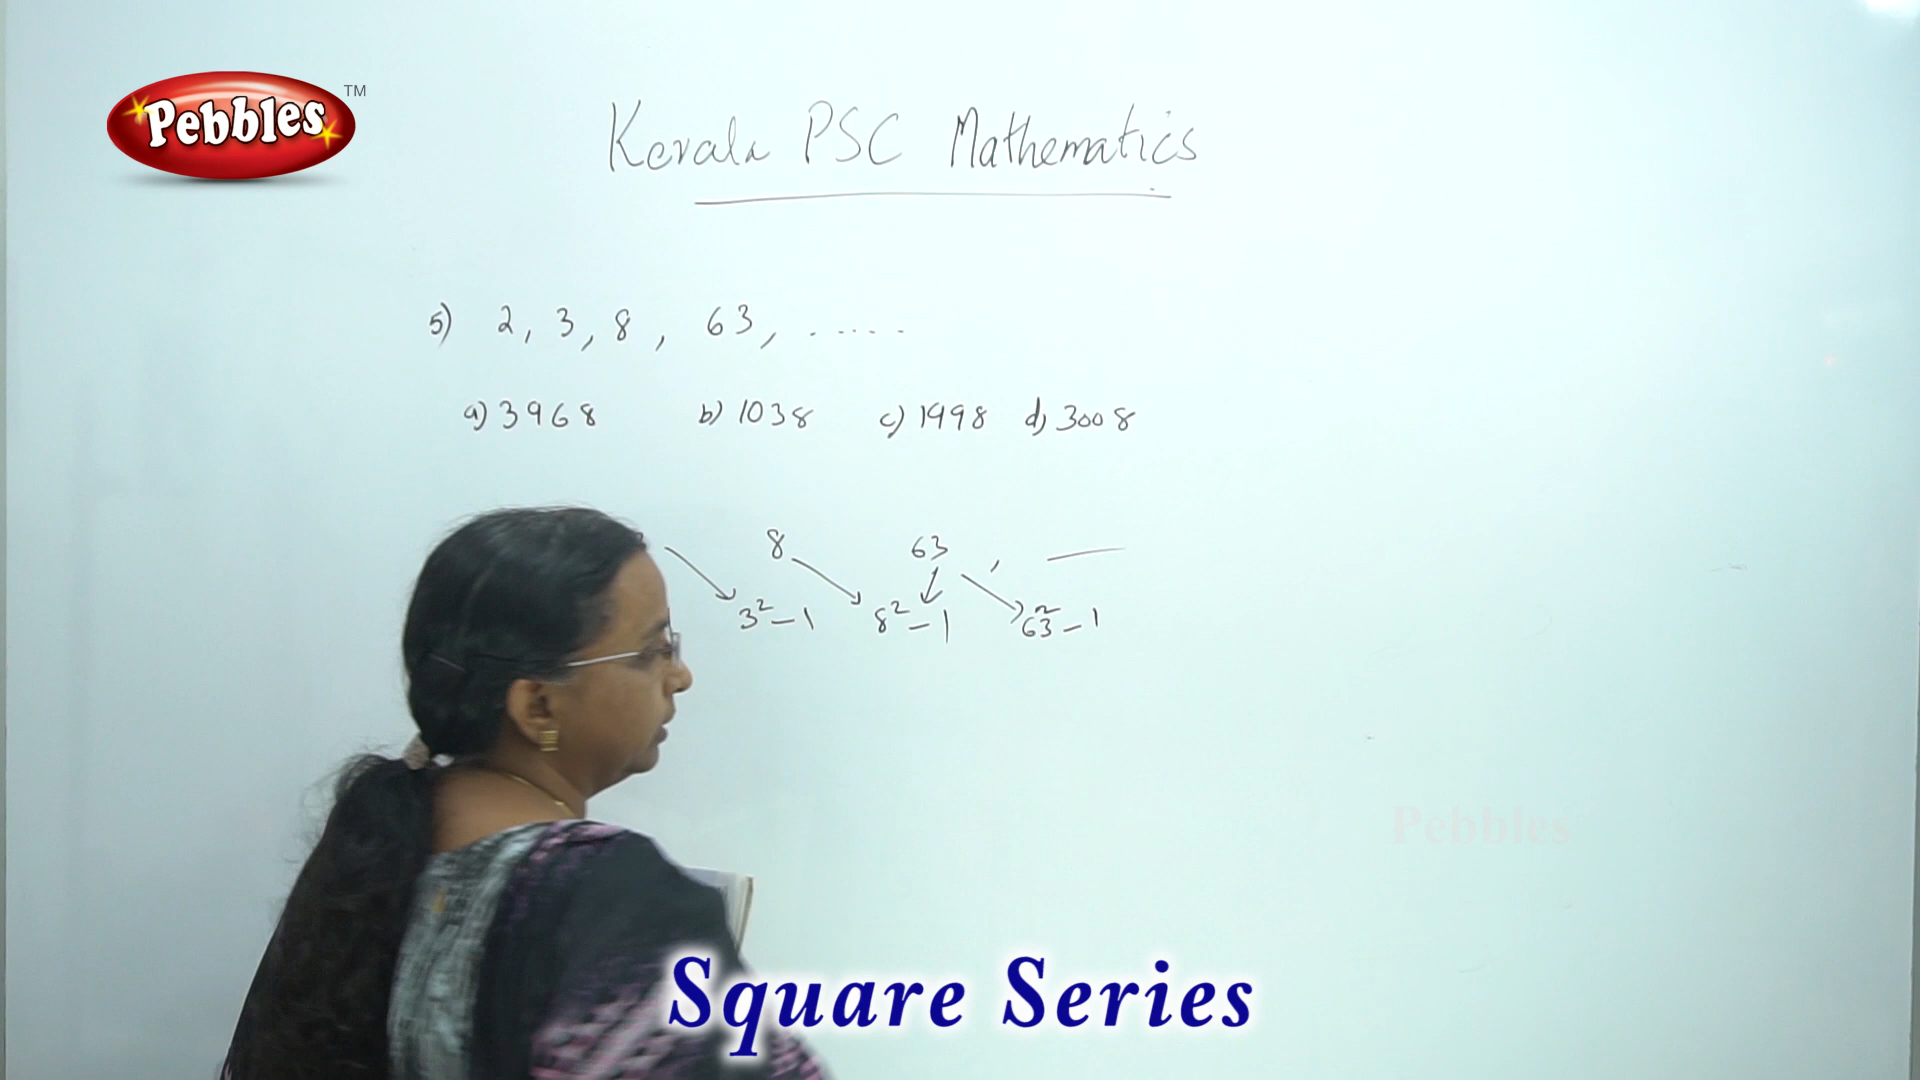 Pebbles TM
Kerala PSC Mathematics
5) 2, 3, 8, 63, .....
a) 3968 b) 1038 c) 1998 d) 3008
8 63 , __
3²-1 8²-1 63²-1
Pebbles
Square Series